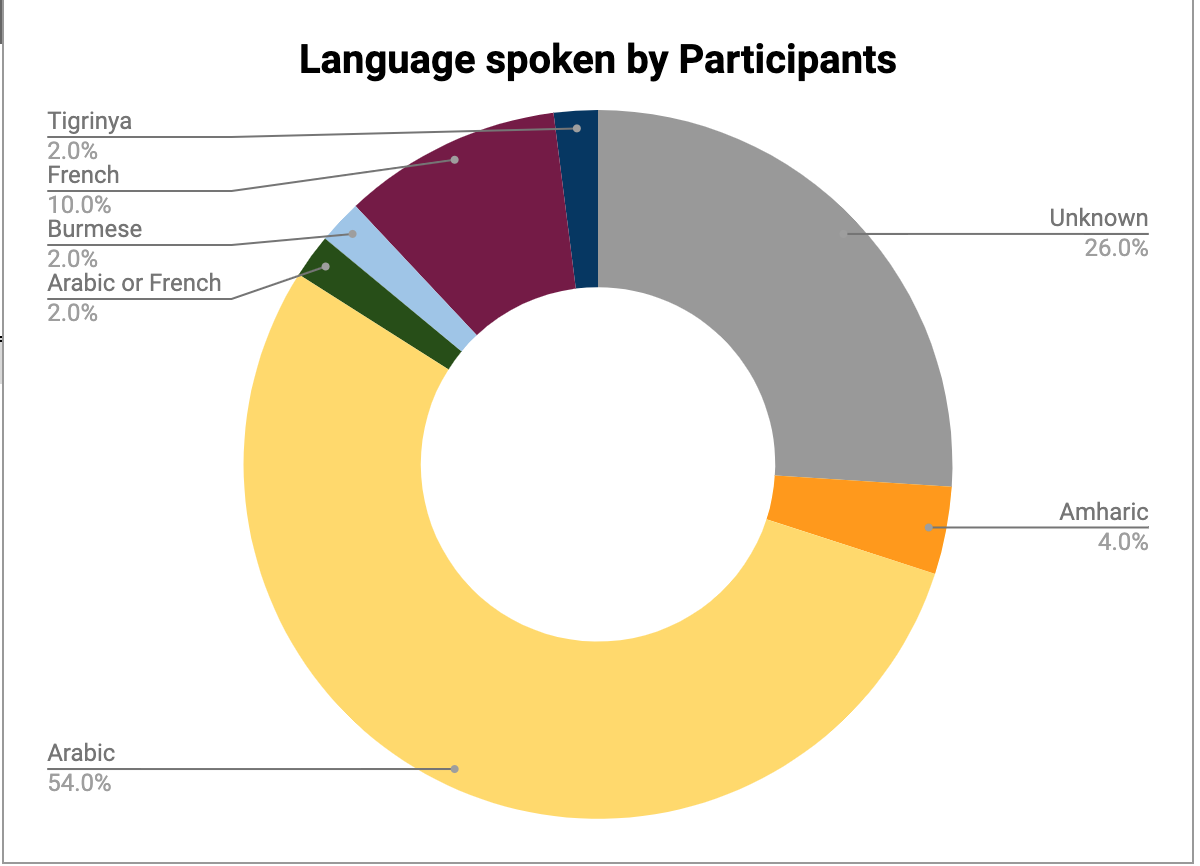 Language spoken by Participants
Tigrinya
2.0%
French
10.0%
Burmese
2.0%
Arabic or French
2.0%
Unknown
26.0%
Amharic
4.0%
Arabic
54.0%